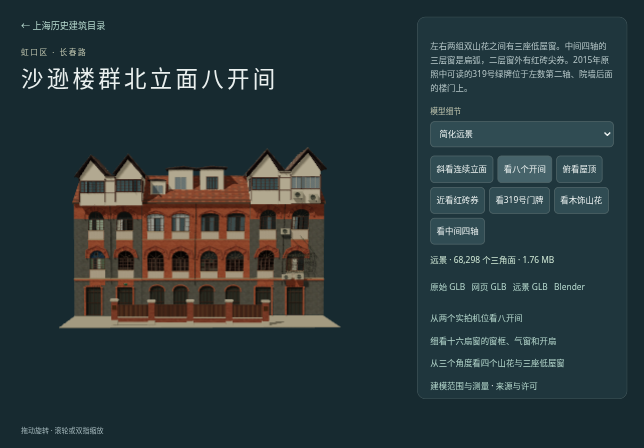 ← 上海历史建筑目录
虹口区 · 长春路
沙逊楼群北立面八开间
左右两组双山花之间有三座低屋窗。中间四轴的
三层窗是扁弧，二层窗外有红砖尖券。2015年原
照中可读的319号绿牌位于左数第二轴、院墙后面
的楼门上。
模型细节
简化远景
斜看连续立面 看八个开间 俯看屋顶
近看红砖券 看319号门牌 看木饰山花
看中间四轴
远景 · 68,298 个三角面 · 1.76 MB
原始 GLB 网页 GLB 远景 GLB Blender
从两个实拍机位看八开间
细看十六扇窗的窗框、气窗和开扇
从三个角度看四个山花与三座低屋窗
建模范围与测量 · 来源与许可
拖动旋转 · 滚轮或双指缩放